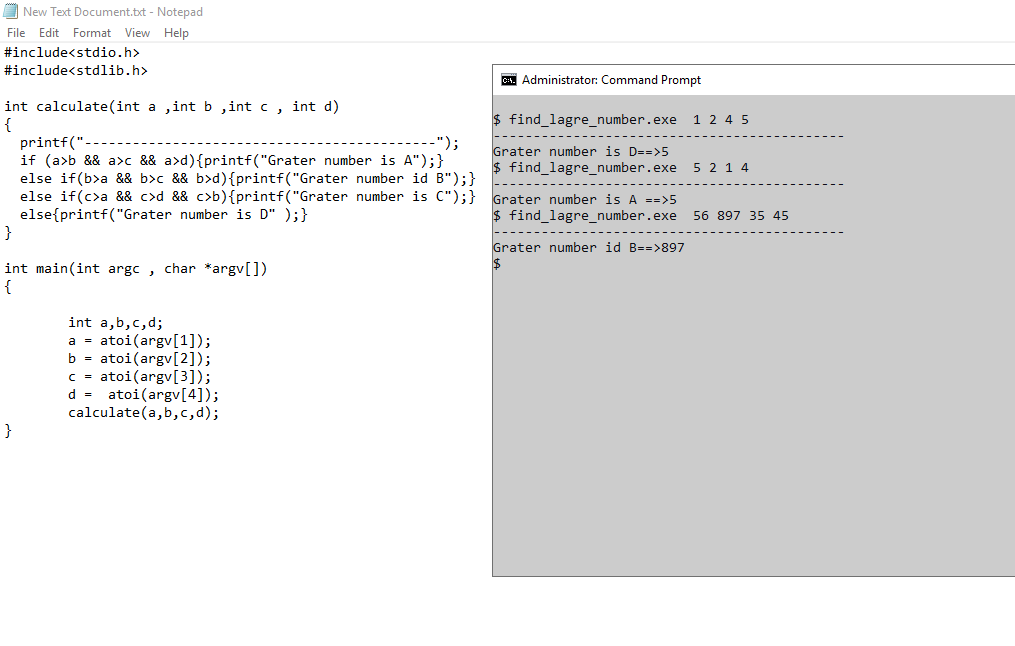 New Text Document.txt - Notepad
File Edit Format View Help
#include<stdio.h>
#include<stdlib.h>
int calculate(int a ,int b ,int c , int d)
{
  printf("--------------------------------------------");
  if (a>b && a>c && a>d){printf("Grater number is A");}
  else if(b>a && b>c && b>d){printf("Grater number id B");}
  else if(c>a && c>d && c>b){printf("Grater number is C");}
  else{printf("Grater number is D" );}
}
int main(int argc , char *argv[])
{
        int a,b,c,d;
        a = atoi(argv[1]);
        b = atoi(argv[2]);
        c = atoi(argv[3]);
        d =  atoi(argv[4]);
        calculate(a,b,c,d);
}
Administrator: Command Prompt
$ find_lagre_number.exe  1 2 4 5
--------------------------------------------
Grater number is D==>5
$ find_lagre_number.exe  5 2 1 4
--------------------------------------------
Grater number is A ==>5
$ find_lagre_number.exe  56 897 35 45
--------------------------------------------
Grater number id B==>897
$